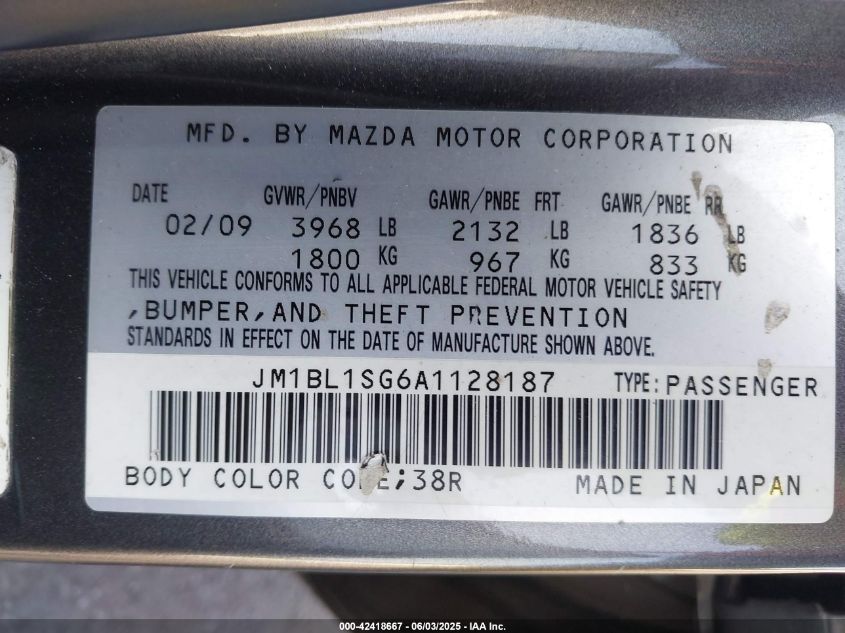 MFD. BY MAZDA MOTOR CORPORATION
DATE GVWR/PNBV GAWR/PNBE FRT GAWR/PNBE RR
02/09 3968 LB 2132 LB 1836 LB
1800 KG 967 KG 833 KG
THIS VEHICLE CONFORMS TO ALL APPLICABLE FEDERAL MOTOR VEHICLE SAFETY
,BUMPER,AND THEFT PREVENTION
STANDARDS IN EFFECT ON THE DATE OF MANUFACTURE SHOWN ABOVE.
JM1BL1SG6A1128187 TYPE:PASSENGER
BODY COLOR CODE;38R MADE IN JAPAN
000-42418667 - 06/03/2025 - IAA Inc.